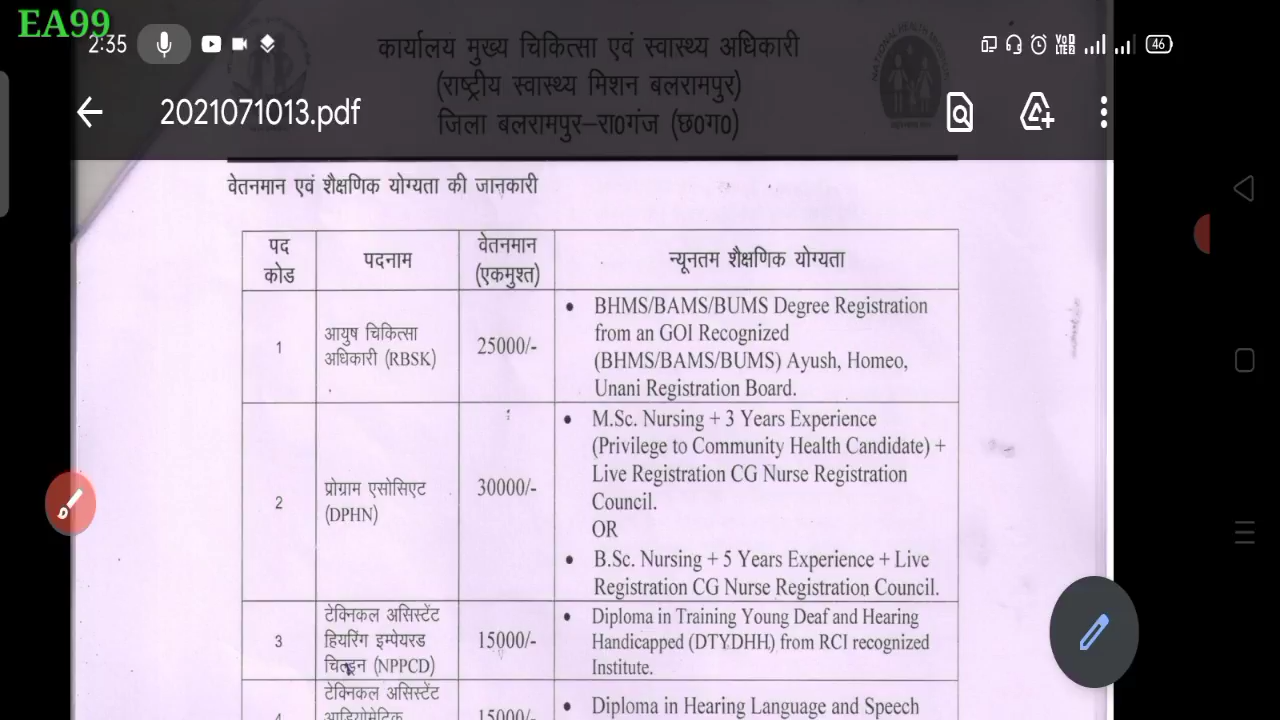 EA99
2:35
46
कार्यालय मुख्य चिकित्सा एवं स्वास्थ्य अधिकारी
(राष्ट्रीय स्वास्थ्य मिशन बलरामपुर)
जिला बलरामपुर–रा0गंज (छ0ग0)
2021071013.pdf
वेतनमान एवं शैक्षणिक योग्यता की जानकारी
पद
कोड
पदनाम
वेतनमान
(एकमुश्त)
न्यूनतम शैक्षणिक योग्यता
1
आयुष चिकित्सा
अधिकारी (RBSK)
25000/-
• BHMS/BAMS/BUMS Degree Registration
from an GOI Recognized
(BHMS/BAMS/BUMS) Ayush, Homeo,
Unani Registration Board.
2
प्रोग्राम एसोसिएट
(DPHN)
30000/-
• M.Sc. Nursing + 3 Years Experience
(Privilege to Community Health Candidate) +
Live Registration CG Nurse Registration
Council.
OR
• B.Sc. Nursing + 5 Years Experience + Live
Registration CG Nurse Registration Council.
3
टेक्निकल असिस्टेंट
हियरिंग इम्पेयरड
चिल्ड्रन (NPPCD)
15000/-
• Diploma in Training Young Deaf and Hearing
Handicapped (DTYDHH) from RCI recognized
Institute.
4
टेक्निकल असिस्टेंट
15000/-
• Diploma in Hearing Language and Speech